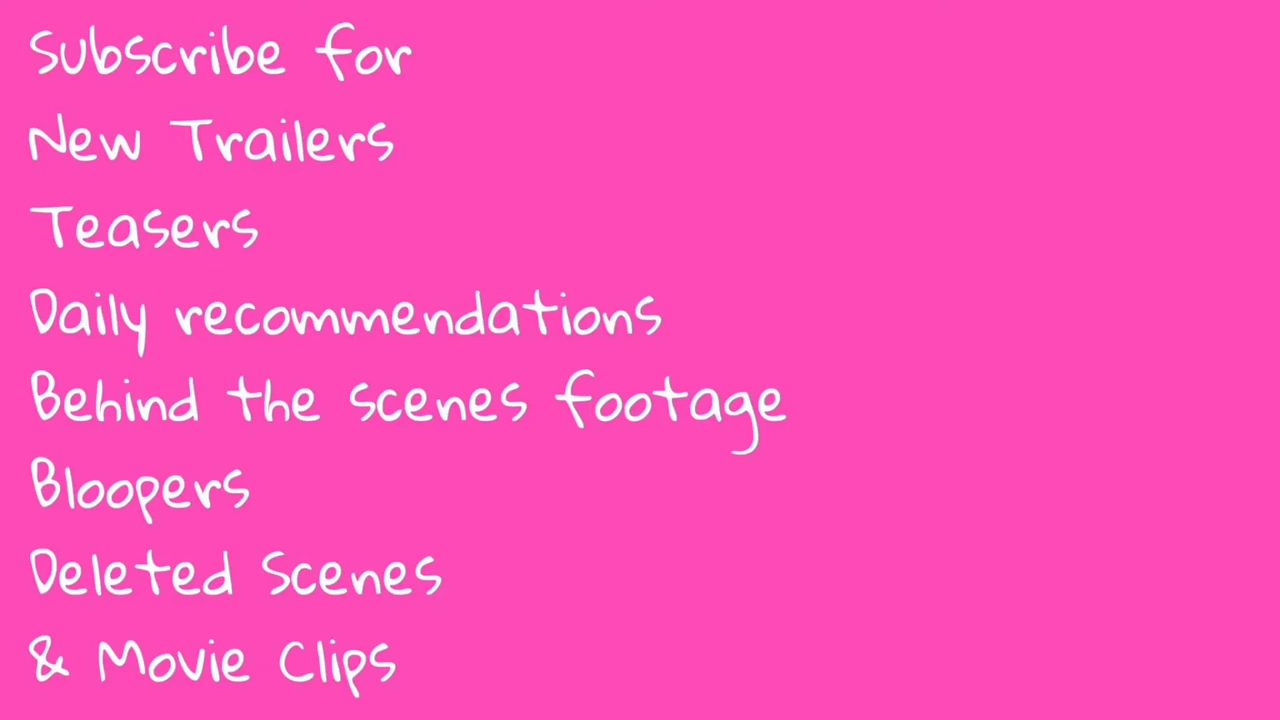 Subscribe for
New Trailers
Teasers
Daily recommendations
Behind the scenes footage
Bloopers
Deleted Scenes
& Movie Clips